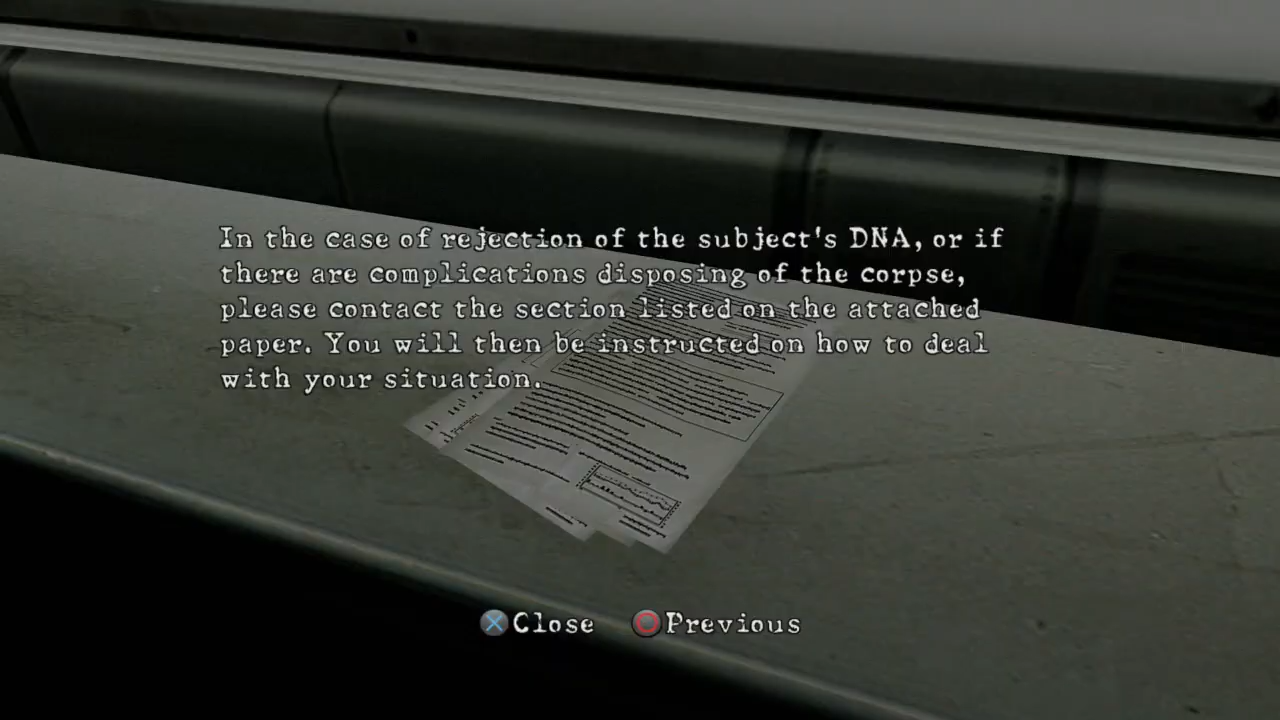 In the case of rejection of the subject's DNA, or if
there are complications disposing of the corpse,
please contact the section listed on the attached
paper. You will then be instructed on how to deal
with your situation.
Close Previous